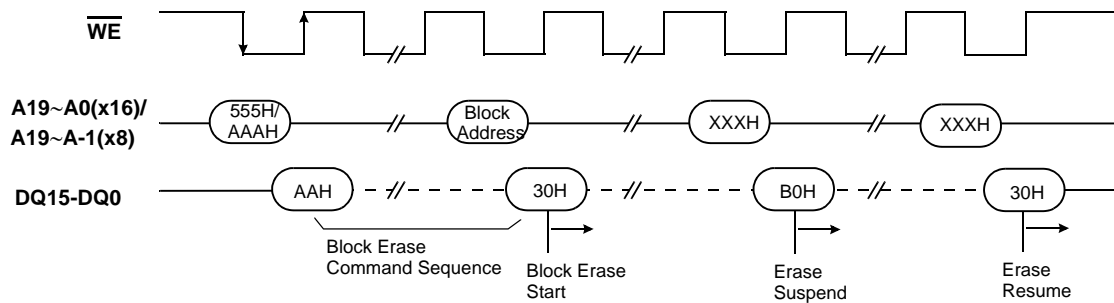 WE
A19~A0(x16)/
A19~A-1(x8)
555H/
AAAH
Block
Address
XXXH
XXXH
DQ15-DQ0
AAH
30H
B0H
30H
Block Erase
Command Sequence
Block Erase
Start
Erase
Suspend
Erase
Resume